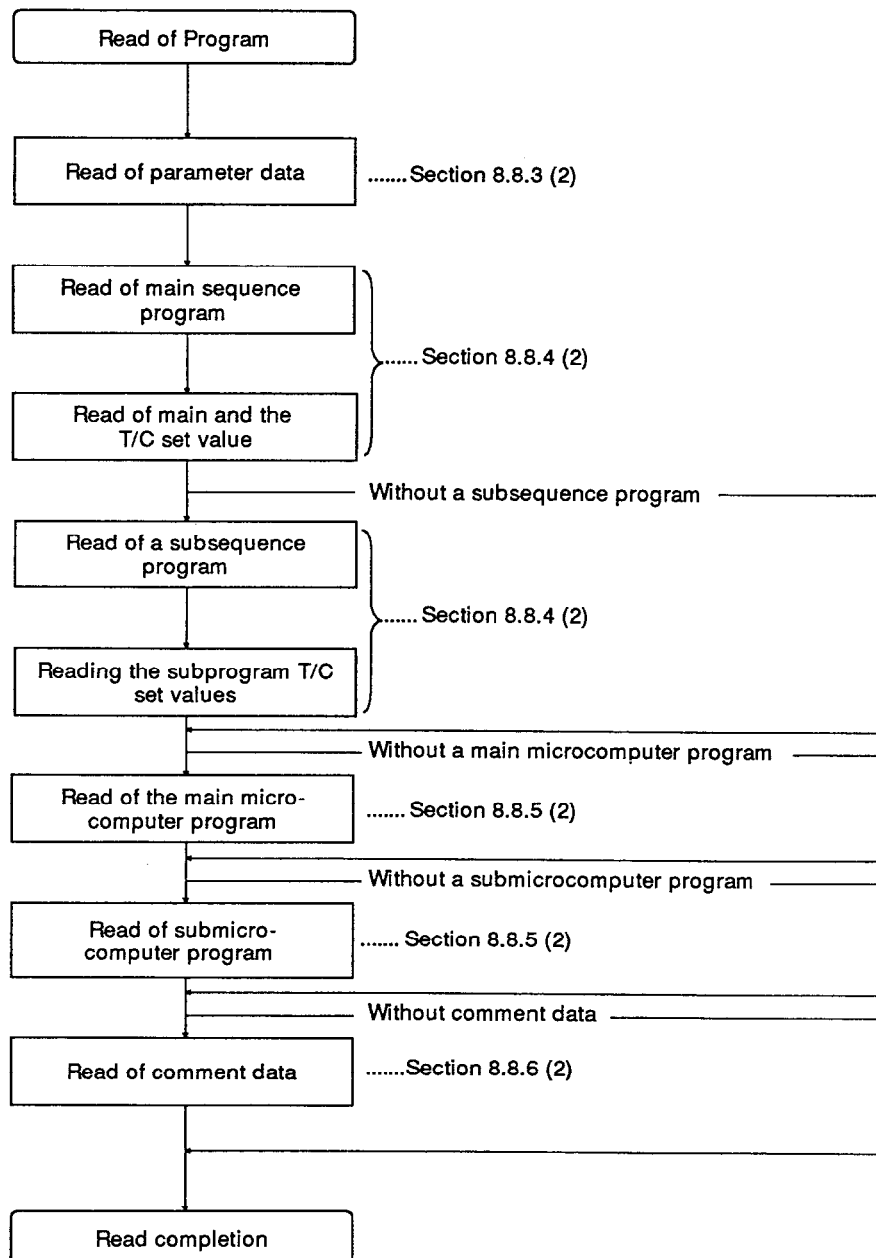 Read of Program
Read of parameter data
.......Section 8.8.3 (2)
Read of main sequence
program
....... Section 8.8.4 (2)
Read of main and the
T/C set value
Without a subsequence program
Read of a subsequence
program
....... Section 8.8.4 (2)
Reading the subprogram T/C
set values
Without a main microcomputer program
Read of the main micro-
computer program
....... Section 8.8.5 (2)
Without a submicrocomputer program
Read of submicro-
computer program
....... Section 8.8.5 (2)
Without comment data
Read of comment data
.......Section 8.8.6 (2)
Read completion